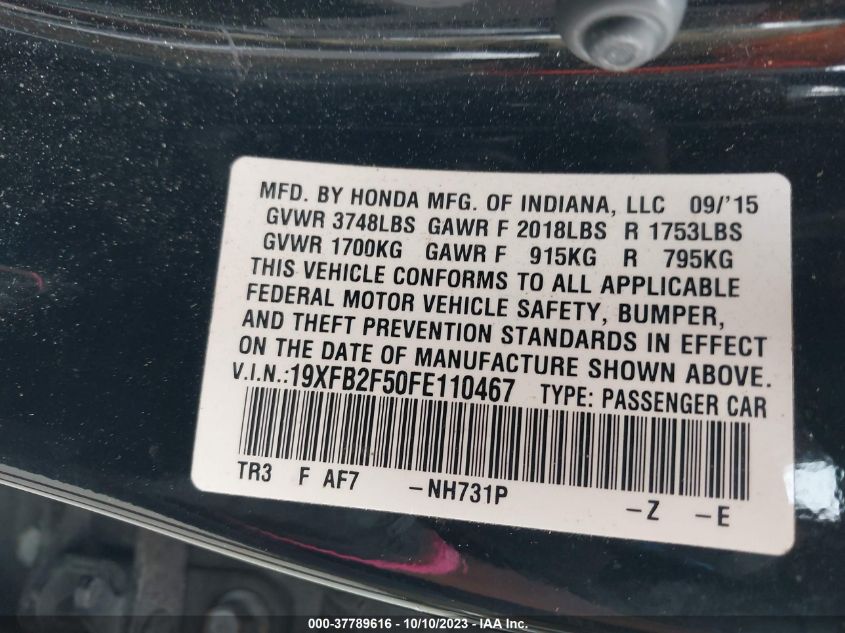 MFD. BY HONDA MFG. OF INDIANA, LLC 09/'15
GVWR 3748LBS GAWR F 2018LBS R 1753LBS
GVWR 1700KG GAWR F 915KG R 795KG
THIS VEHICLE CONFORMS TO ALL APPLICABLE
FEDERAL MOTOR VEHICLE SAFETY, BUMPER,
AND THEFT PREVENTION STANDARDS IN EFFECT
ON THE DATE OF MANUFACTURE SHOWN ABOVE.
V.I.N.:19XFB2F50FE110467 TYPE: PASSENGER CAR
TR3 F AF7 -NH731P -Z -E
000-37789616 - 10/10/2023 - IAA Inc.